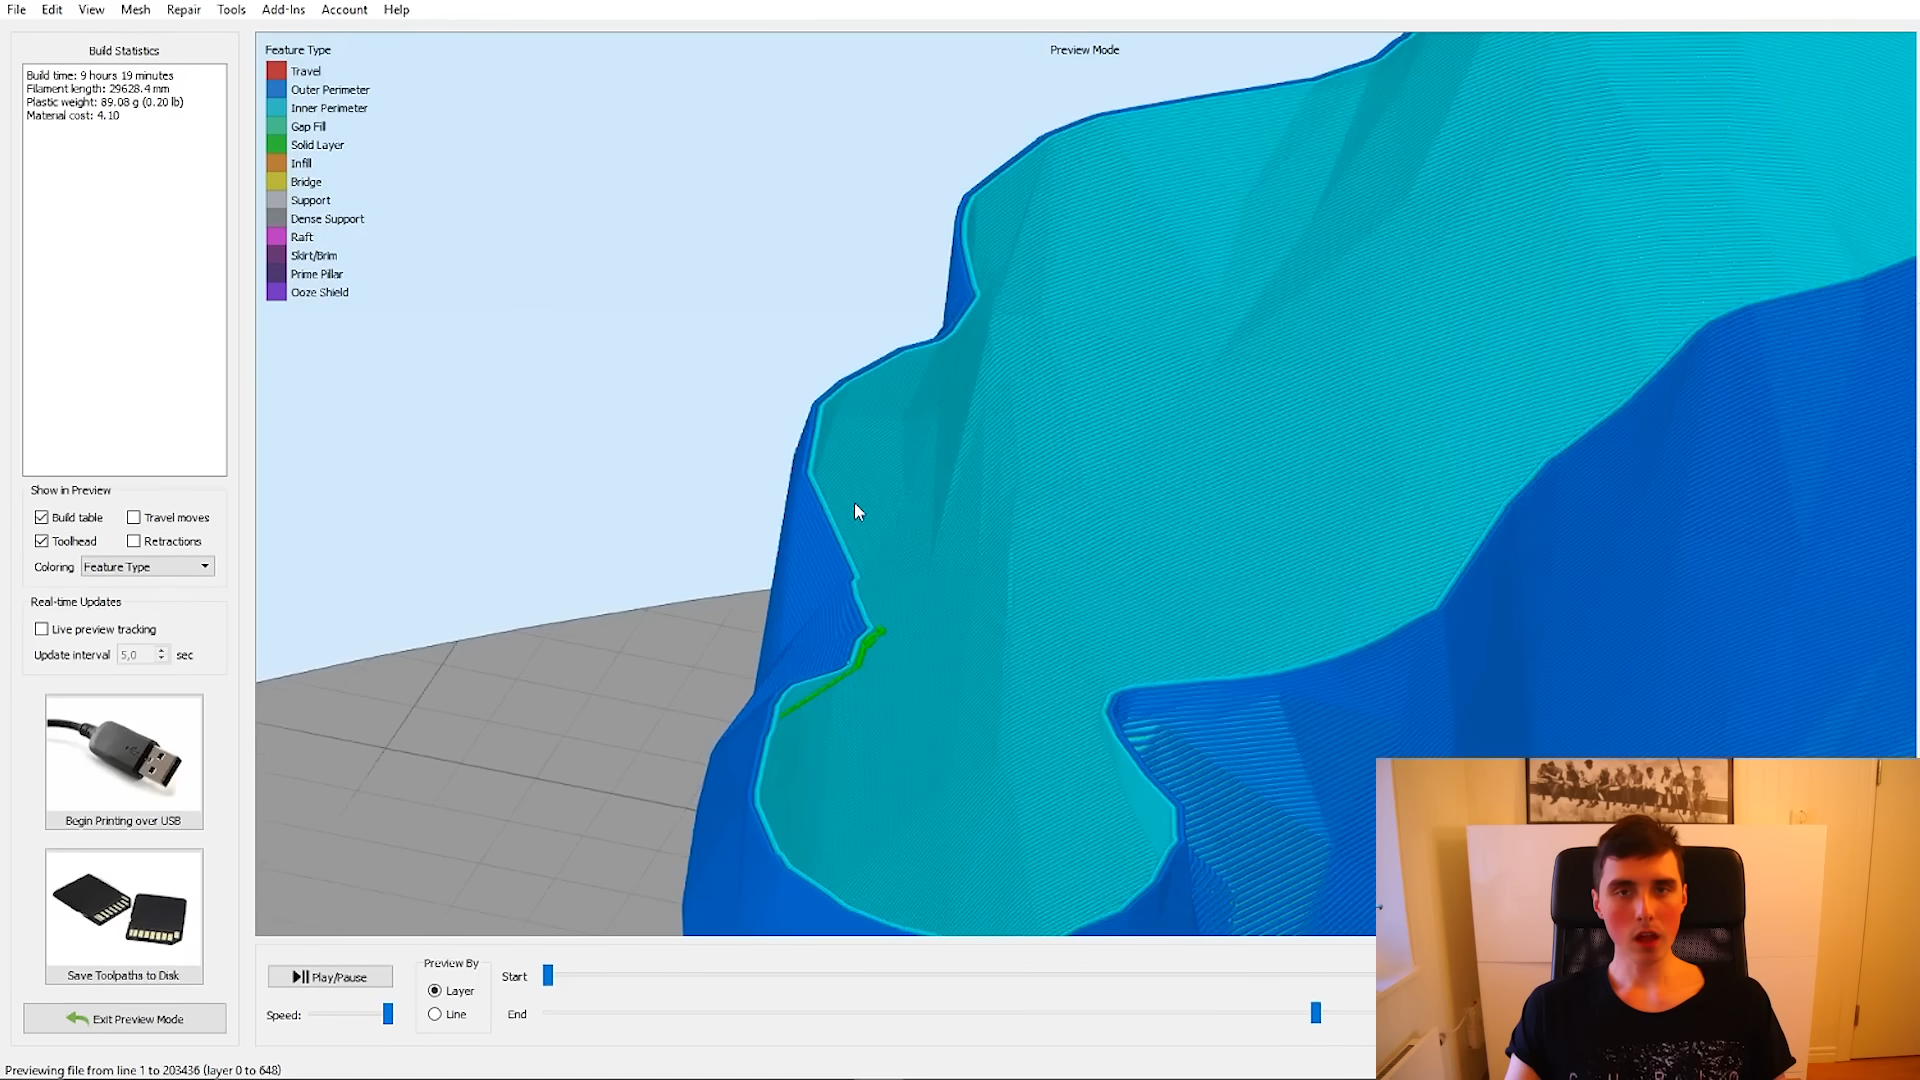 File Edit View Mesh Repair Tools Add-Ins Account Help
Build Statistics
Build time: 9 hours 19 minutes
Filament length: 29628.4 mm
Plastic weight: 89.08 g (0.20 lb)
Material cost: 4.10
Feature Type
Travel
Outer Perimeter
Inner Perimeter
Gap Fill
Solid Layer
Infill
Bridge
Support
Dense Support
Raft
Skirt/Brim
Prime Pillar
Ooze Shield
Preview Mode
Show in Preview
Build table Travel moves
Toolhead Retractions
Coloring Feature Type
Real-time Updates
Live preview tracking
Update interval 5,0 sec
Begin Printing over USB
Save Toolpaths to Disk
Exit Preview Mode
Play/Pause
Speed:
Preview By
Layer
Line
Start
End
Previewing file from line 1 to 203436 (layer 0 to 648)